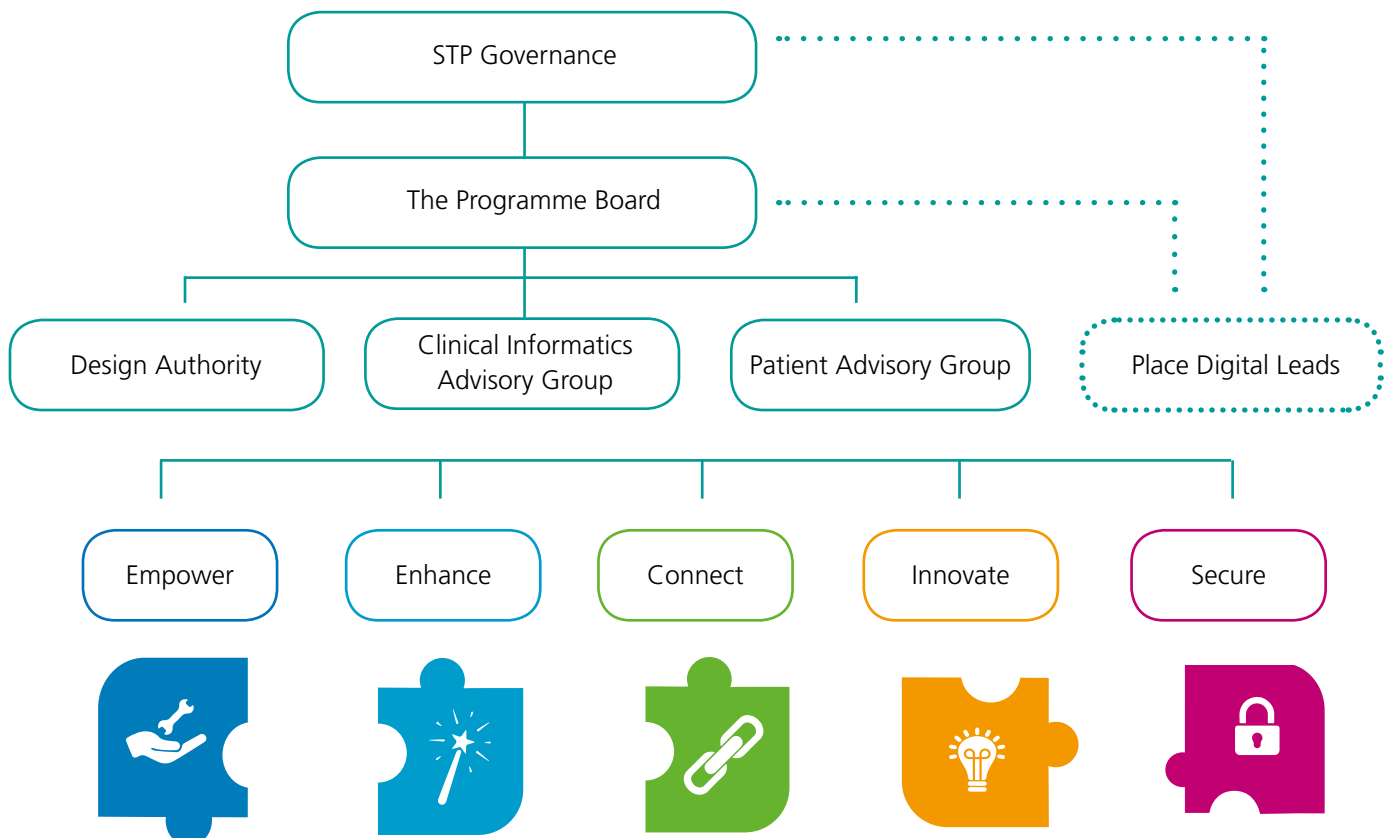 STP Governance
The Programme Board
Design Authority
Clinical Informatics
Advisory Group
Patient Advisory Group
Place Digital Leads
Empower
Enhance
Connect
Innovate
Secure